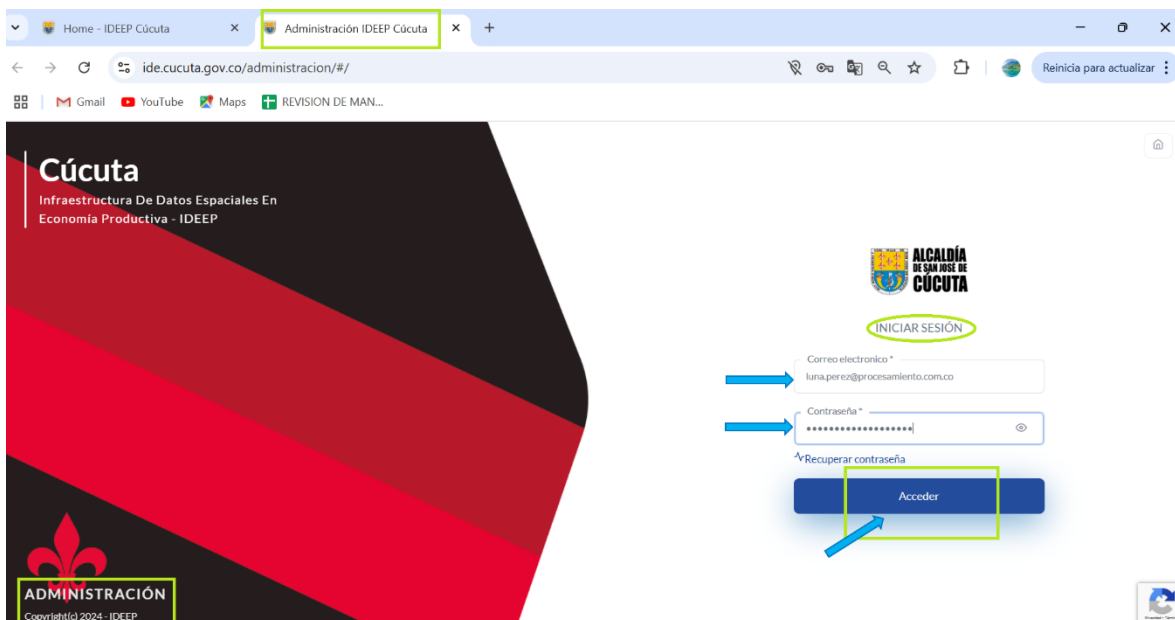 Home - IDEEP Cúcuta
Administración IDEEP Cúcuta
ide.cucuta.gov.co/administracion/#/
Reinicia para actualizar
Gmail
YouTube
Maps
REVISION DE MAN...
Cúcuta
Infraestructura De Datos Espaciales En
Economía Productiva - IDEEP
ALCALDÍA
DE SAN JOSÉ DE
CÚCUTA
INICIAR SESIÓN
Correo electronico *
luna.perez@procesamiento.com.co
Contraseña *
Recuperar contraseña
Acceder
ADMINISTRACIÓN
Copyright(c) 2024 - IDEEP